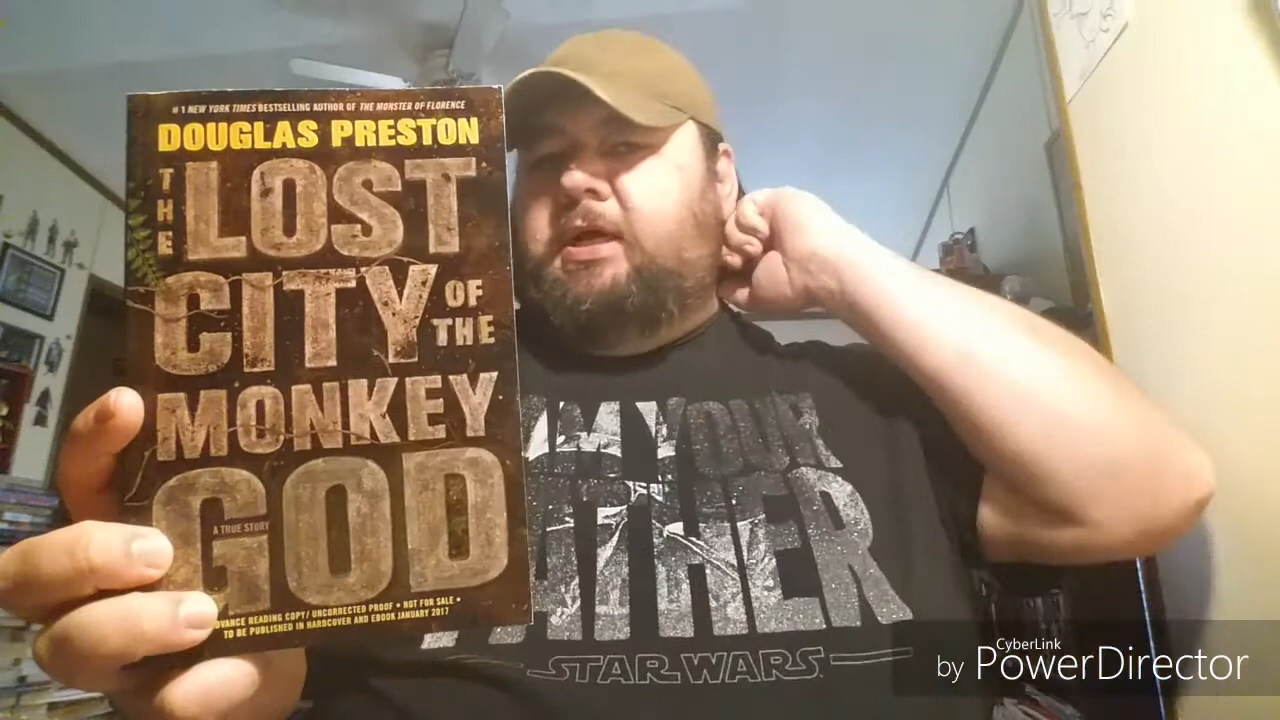 #1 NEW YORK TIMES BESTSELLING AUTHOR OF THE MONSTER OF FLORENCE
DOUGLAS PRESTON
THE LOST
CITY OF THE
MONKEY
GOD
A TRUE STORY
ADVANCE READING COPY/ UNCORRECTED PROOF • NOT FOR SALE •
TO BE PUBLISHED IN HARDCOVER AND EBOOK JANUARY 2017
AM YOUR
FATHER
STAR WARS
CyberLink
by PowerDirector